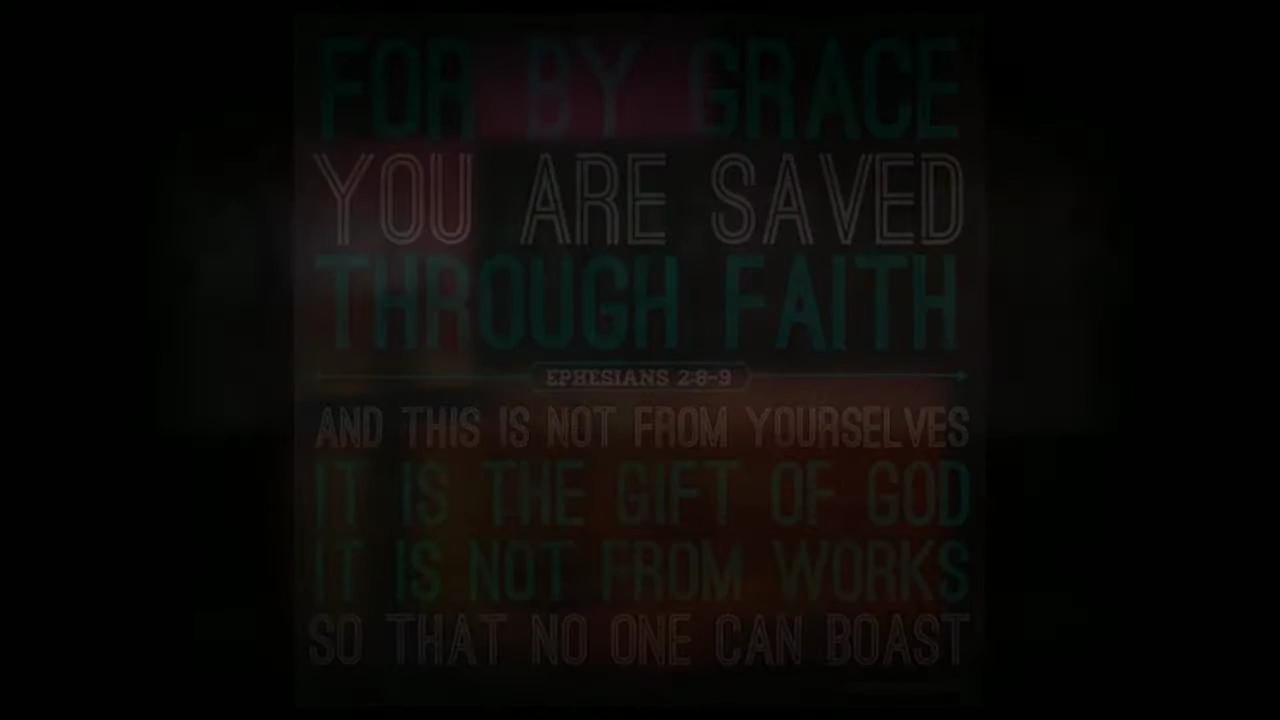 FOR BY GRACE
YOU ARE SAVED
THROUGH FAITH
EPHESIANS 2:8-9
AND THIS IS NOT FROM YOURSELVES
IT IS THE GIFT OF GOD
IT IS NOT FROM WORKS
SO THAT NO ONE CAN BOAST